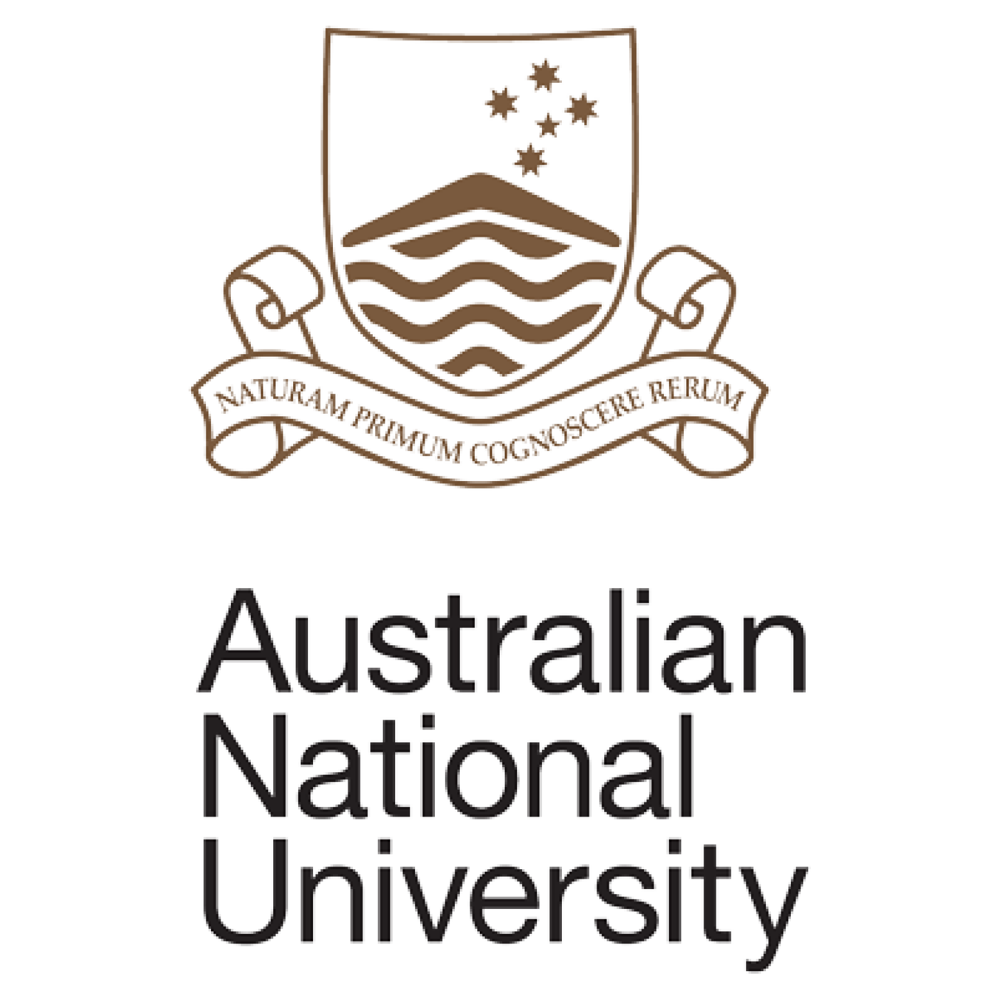 NATURAM PRIMUM COGNOSCERE RERUM
Australian
National
University